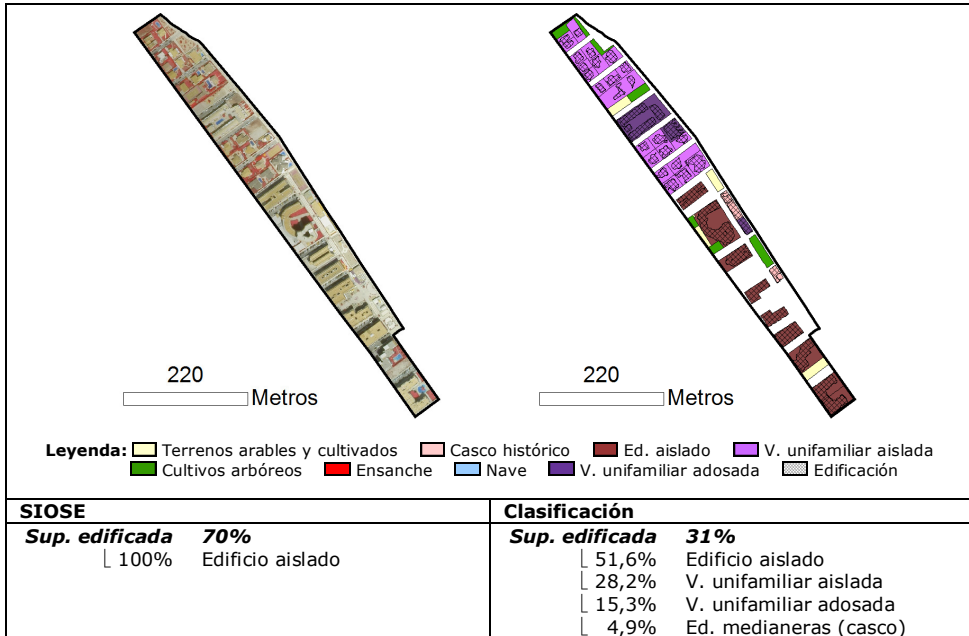 220
Metros
220
Metros
Leyenda: Terrenos arables y cultivados Casco histórico Ed. aislado V. unifamiliar aislada
Cultivos arbóreos Ensanche Nave V. unifamiliar adosada Edificación
SIOSE
Sup. edificada 70%
100% Edificio aislado
Clasificación
Sup. edificada 31%
51,6% Edificio aislado
28,2% V. unifamiliar aislada
15,3% V. unifamiliar adosada
4,9% Ed. medianeras (casco)